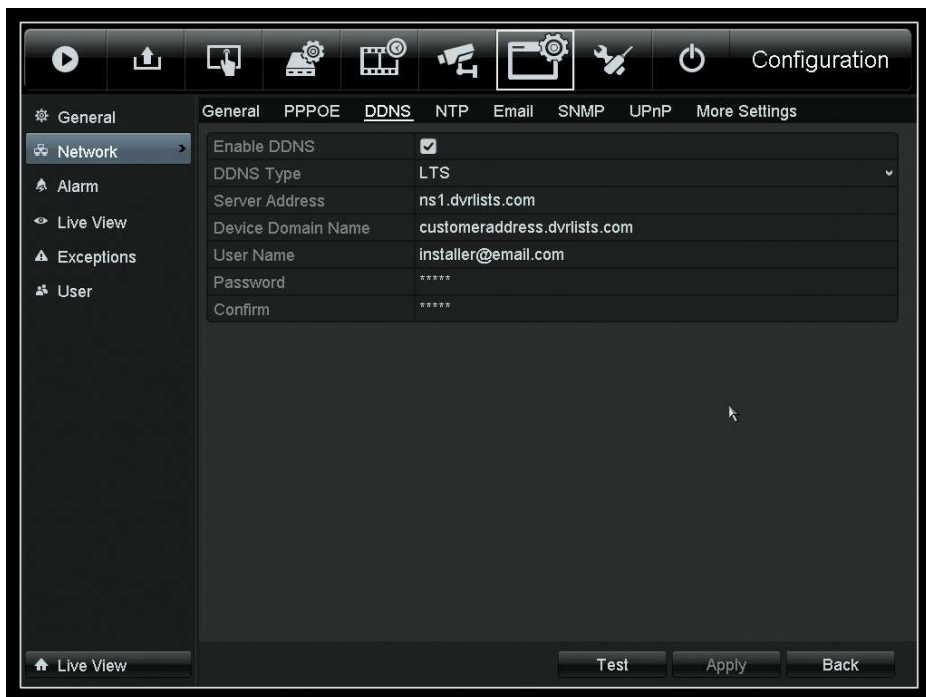 Configuration
General
Network
Alarm
Live View
Exceptions
User
General PPPOE DDNS NTP Email SNMP UPnP More Settings
Enable DDNS
DDNS Type LTS
Server Address ns1.dvrlists.com
Device Domain Name customeraddress.dvrlists.com
User Name installer@email.com
Password *****
Confirm *****
Live View
Test Apply Back